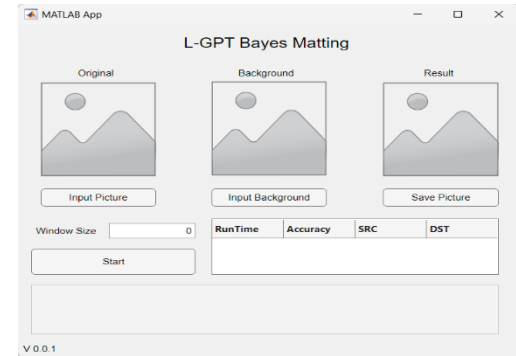 MATLAB App
L-GPT Bayes Matting
Original Background Result
Input Picture Input Background Save Picture
Window Size 0 RunTime Accuracy SRC DST
Start
V 0.0.1